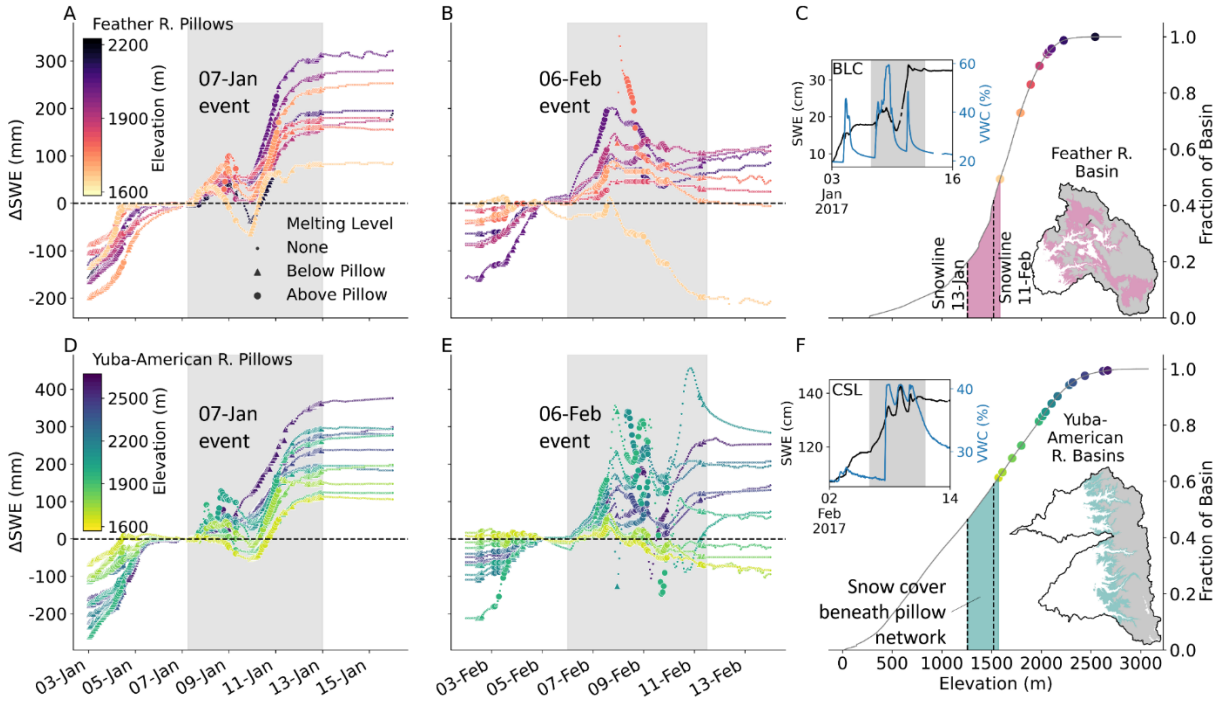 A
Feather R. Pillows
2200
1900
1600
Elevation (m)
07-Jan
event
Melting Level
None
Below Pillow
Above Pillow
ΔSWE (mm)
300
200
100
0
-100
-200
B
06-Feb
event
C
BLC
SWE (cm)
30
20
10
VWC (%)
60
40
20
03
Jan
2017
16
Feather R.
Basin
Snowline
13-Jan
Snowline
11-Feb
1.0
0.8
0.6
0.4
0.2
0.0
Fraction of Basin
D
Yuba-American R. Pillows
2500
2200
1900
1600
Elevation (m)
07-Jan
event
ΔSWE (mm)
400
300
200
100
0
-100
-200
03-Jan
05-Jan
07-Jan
09-Jan
11-Jan
13-Jan
15-Jan
E
06-Feb
event
03-Feb
05-Feb
07-Feb
09-Feb
11-Feb
13-Feb
F
CSL
SWE (cm)
140
120
VWC (%)
40
30
02
Feb
2017
14
Yuba-
American
R. Basins
Snow cover
beneath pillow
network
1.0
0.8
0.6
0.4
0.2
0.0
Fraction of Basin
0
500
1000
1500
2000
2500
3000
Elevation (m)